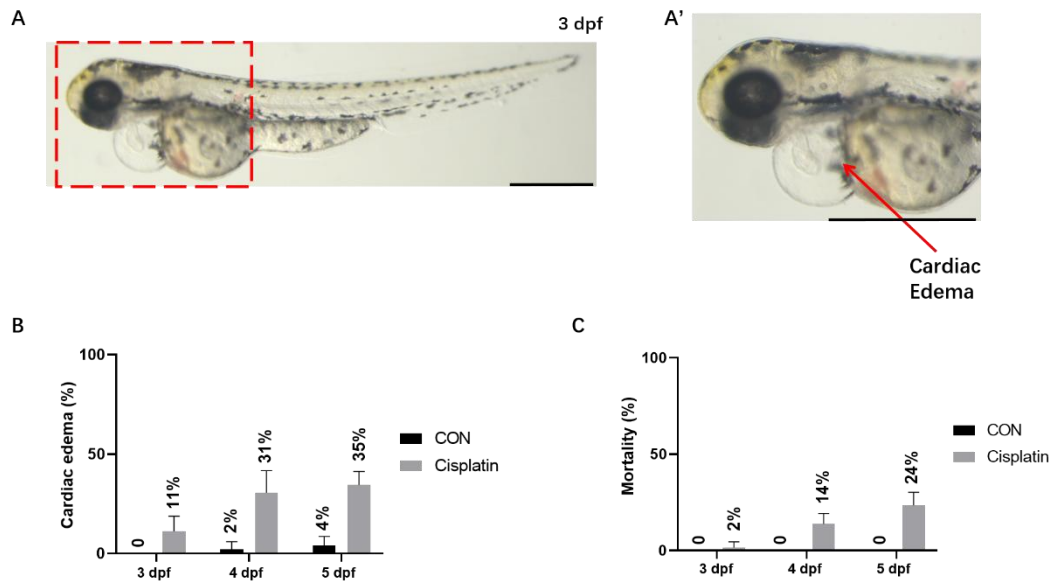 A
3 dpf
A'
Cardiac
Edema
B
Cardiac edema (%)
100
50
0
0
11%
2%
31%
4%
35%
3 dpf
4 dpf
5 dpf
CON
Cisplatin
C
Mortality (%)
100
50
0
0
2%
0
14%
0
24%
3 dpf
4 dpf
5 dpf
CON
Cisplatin